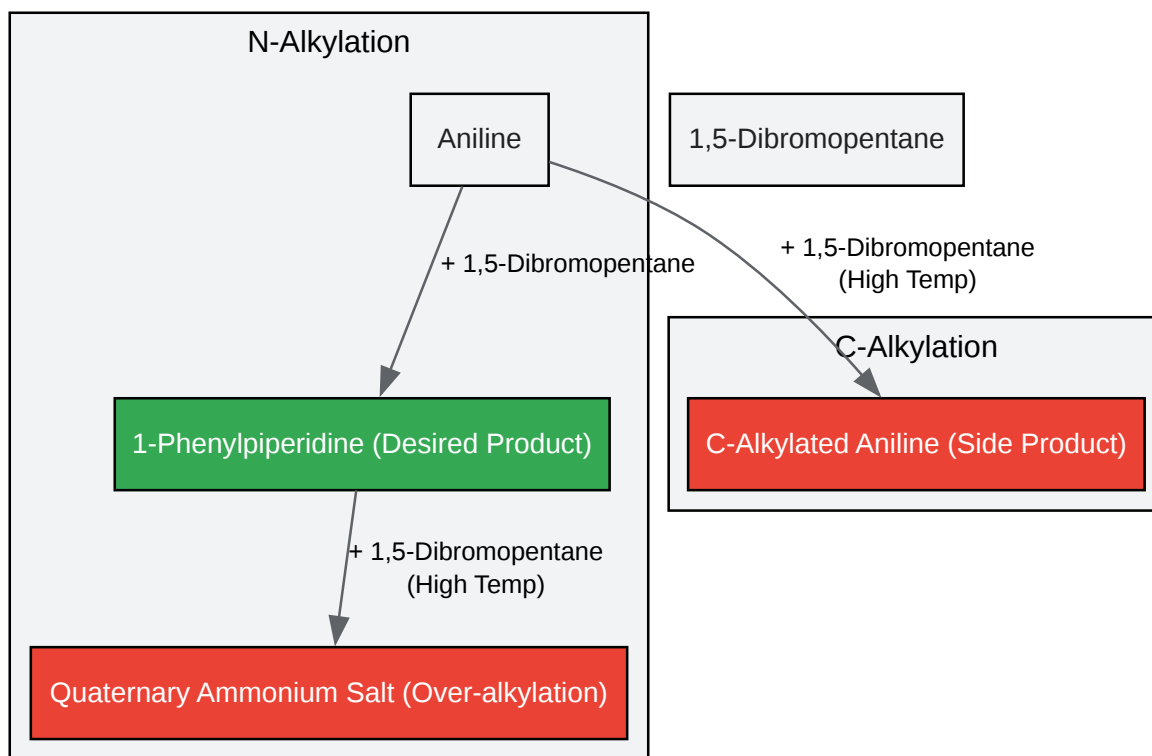 N-Alkylation
Aniline
1,5-Dibromopentane
+ 1,5-Dibromopentane
+ 1,5-Dibromopentane
(High Temp)
C-Alkylation
1-Phenylpiperidine (Desired Product)
C-Alkylated Aniline (Side Product)
+ 1,5-Dibromopentane
(High Temp)
Quaternary Ammonium Salt (Over-alkylation)